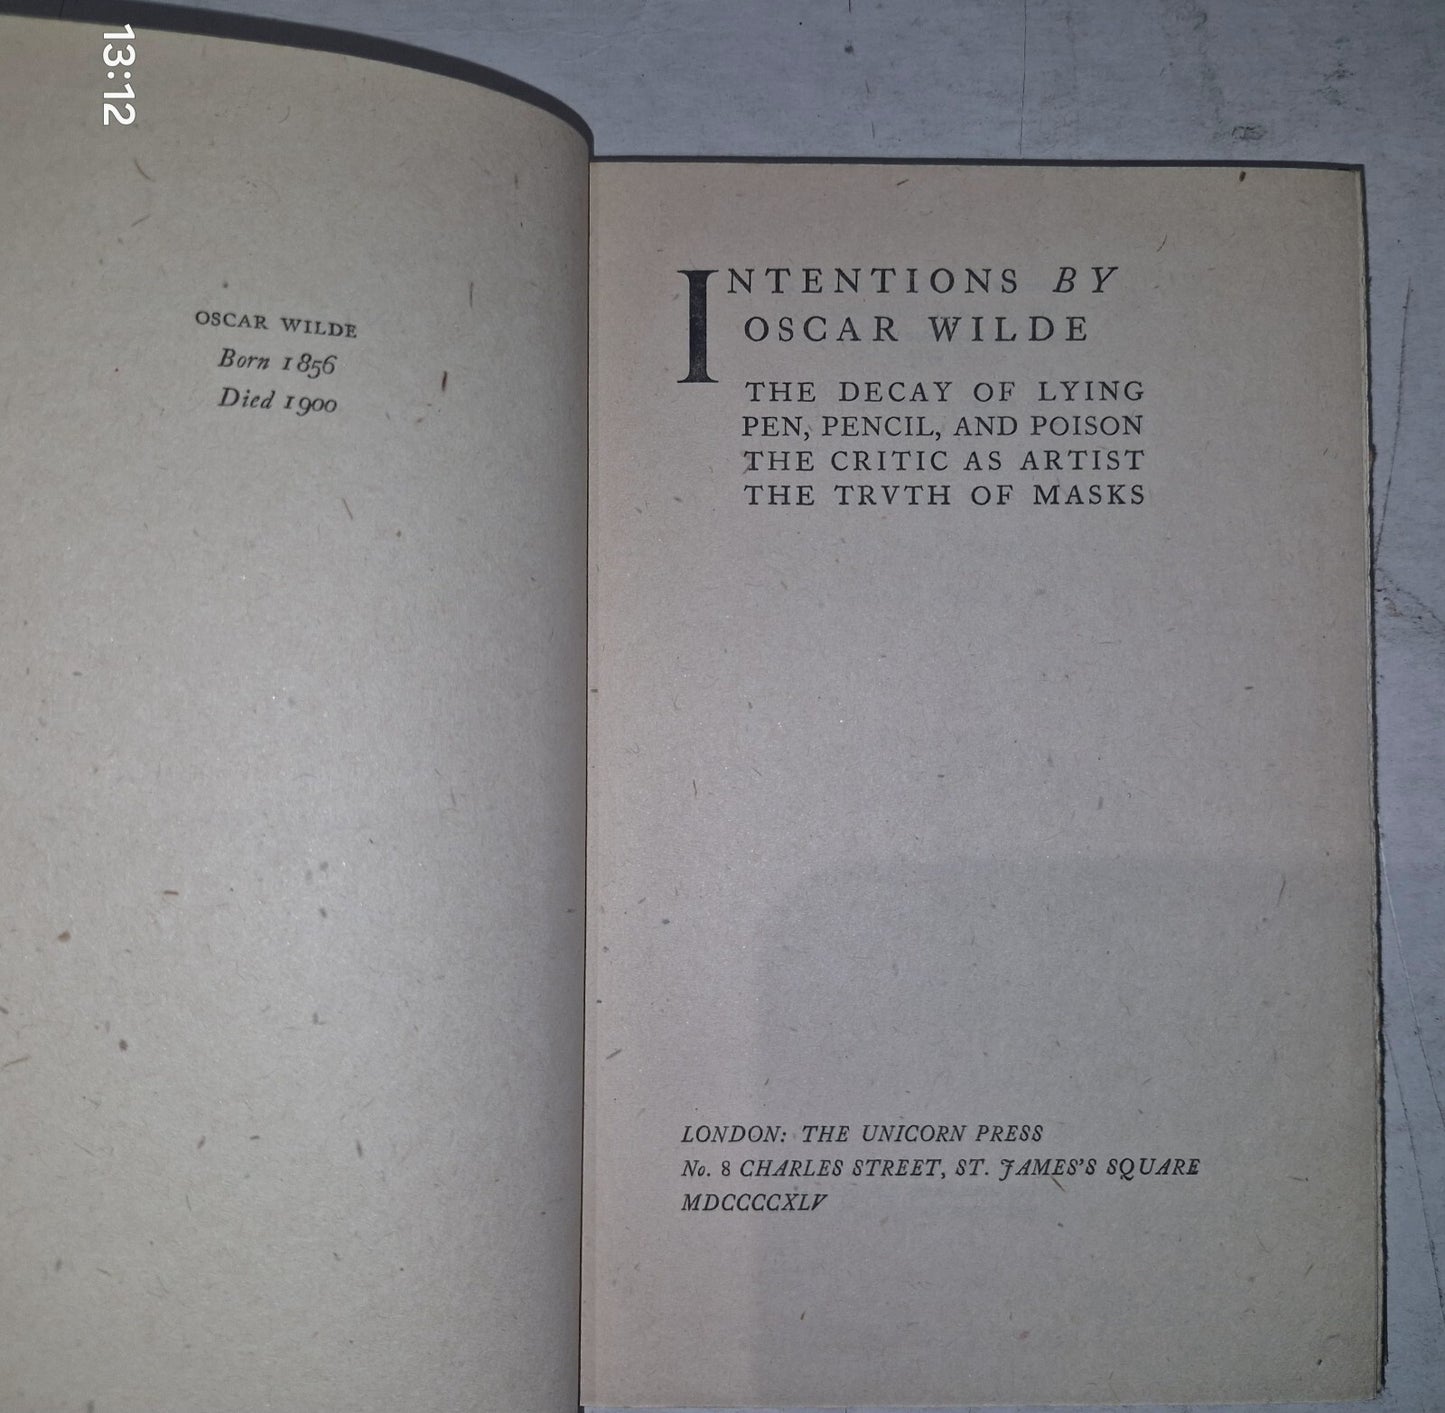 13:12
OSCAR WILDE
Born 1856
Died 1900
INTENTIONS BY
OSCAR WILDE
THE DECAY OF LYING
PEN, PENCIL, AND POISON
THE CRITIC AS ARTIST
THE TRVTH OF MASKS
LONDON: THE UNICORN PRESS
No. 8 CHARLES STREET, ST. JAMES'S SQUARE
MDCCCCXLV